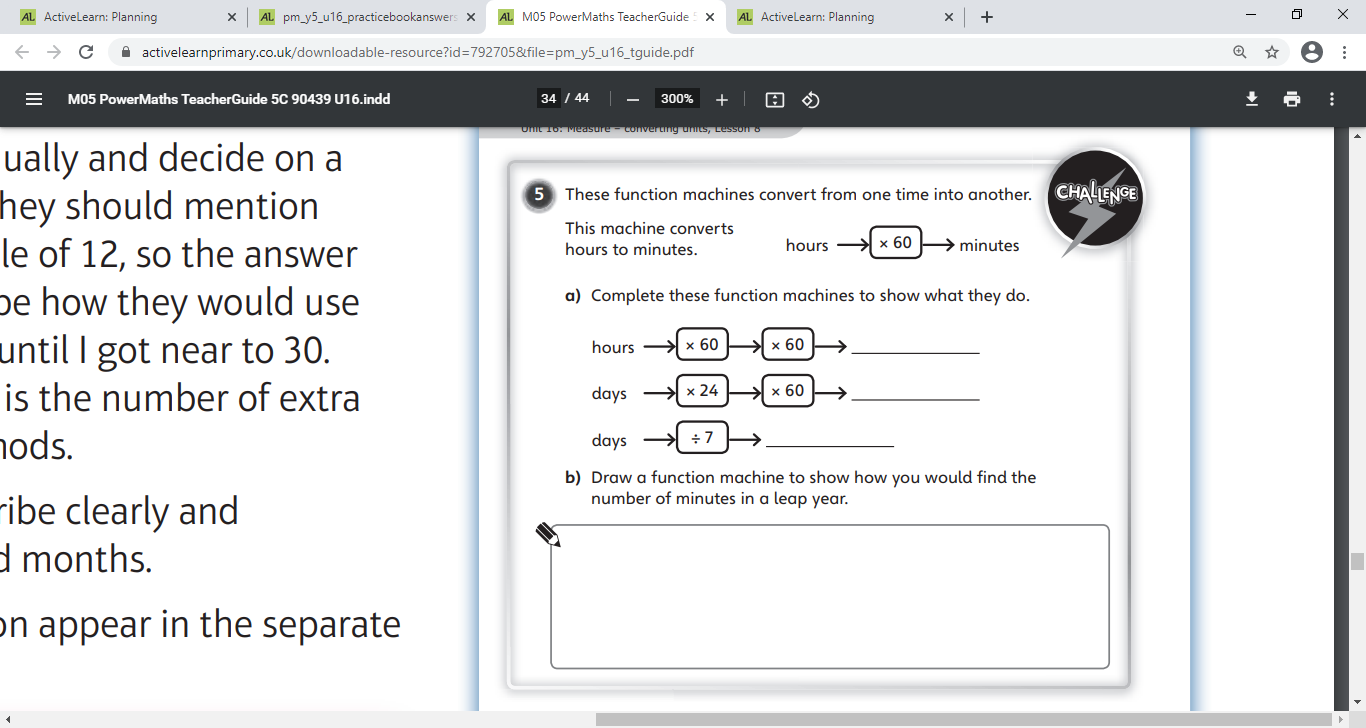 ActiveLearn: Planning
pm_y5_u16_practicebookanswers
M05 PowerMaths TeacherGuide 5
ActiveLearn: Planning
activelearnprimary.co.uk/downloadable-resource?id=792705&file=pm_y5_u16_tguide.pdf
M05 PowerMaths TeacherGuide 5C 90439 U16.indd
34 / 44
300%
ually and decide on a
hey should mention
le of 12, so the answer
be how they would use
until I got near to 30.
is the number of extra
hods.
ribe clearly and
d months.
on appear in the separate
Unit 16: Measure – converting units, Lesson 8
CHALLENGE
5 These function machines convert from one time into another.
This machine converts
hours to minutes.
hours × 60 minutes
a) Complete these function machines to show what they do.
hours × 60 × 60
days × 24 × 60
days ÷ 7
b) Draw a function machine to show how you would find the
number of minutes in a leap year.